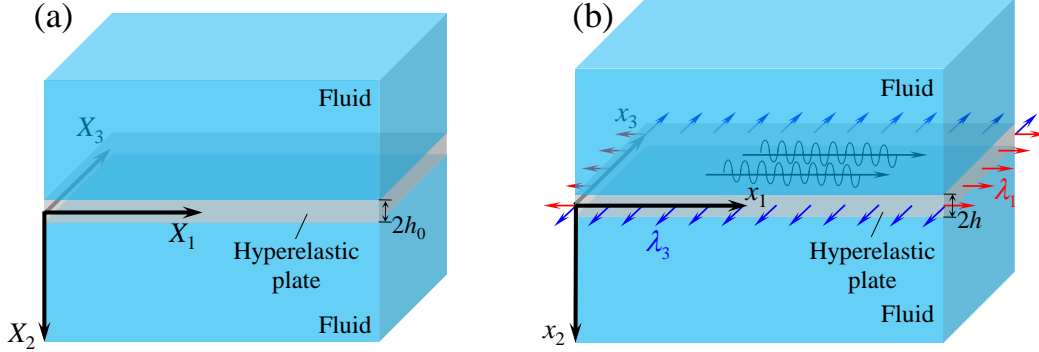 (a)
Fluid
X3
X1
2h0
Hyperelastic
plate
X2
Fluid
(b)
Fluid
x3
x1
λ1
2h
λ3
Hyperelastic
plate
Fluid
x2